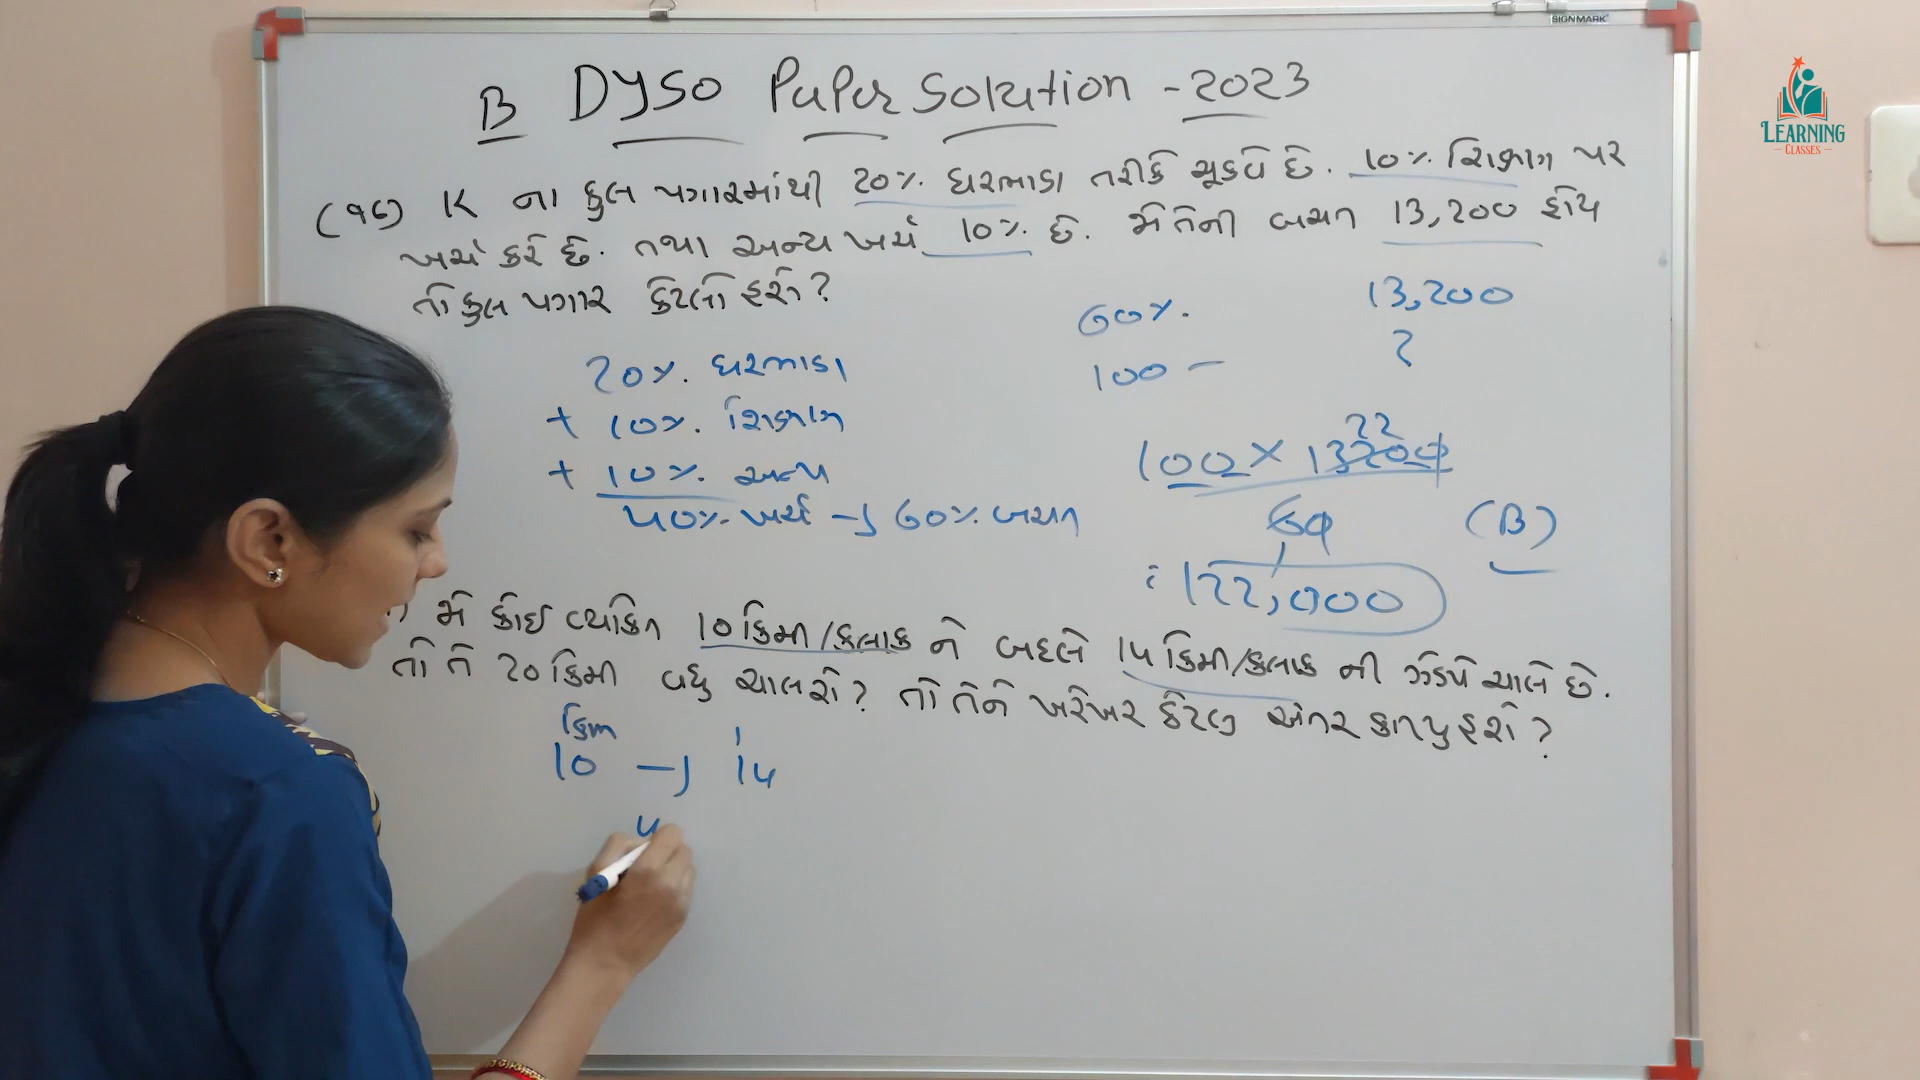 SIGNMARK
LEARNING
CLASSES
B DYSO Paper Solution - 2023
(૧૬) K ના કુલ પગારમાંથી 20%. ઘરભાડા તરીકે ચૂકવે છે. 10%. શિક્ષણ પર
ખર્ચ કરે છે. તથા અન્ય ખર્ચ 10%. છે. જો તેની બચત 13,200 હોય
તો કુલ પગાર કેટલો હશે?
60%. 13,200
100 — ?
20%. ઘરભાડા
+ 10%. શિક્ષણ
+ 10%. અન્ય
40%. ખર્ચ → 60%. બચત
22
100 × 13200
60
(B)
: 122,000
જો કોઈ વ્યકિત 10 કિમી/કલાક ને બદલે 14 કિમી/કલાક ની ઝડપે ચાલે છે.
તો તે 20 કિમી વધુ ચાલશે? તો તેને ખરેખર કેટલુ અંતર કાપ્યુ હશે?
કિમ
10 → 14
4